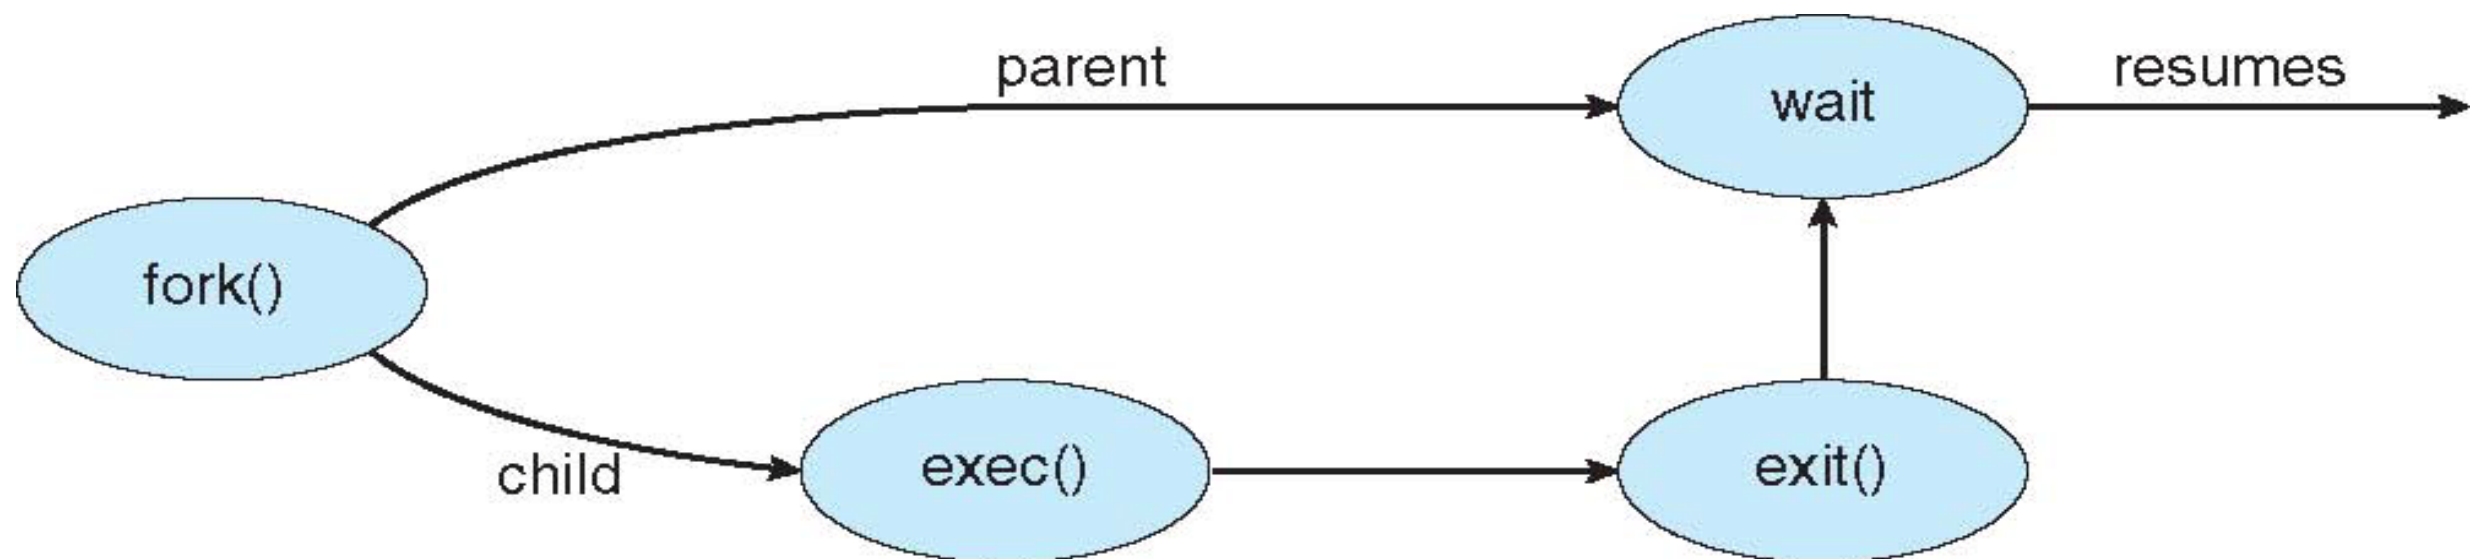 parent
wait
resumes
fork()
child
exec()
exit()